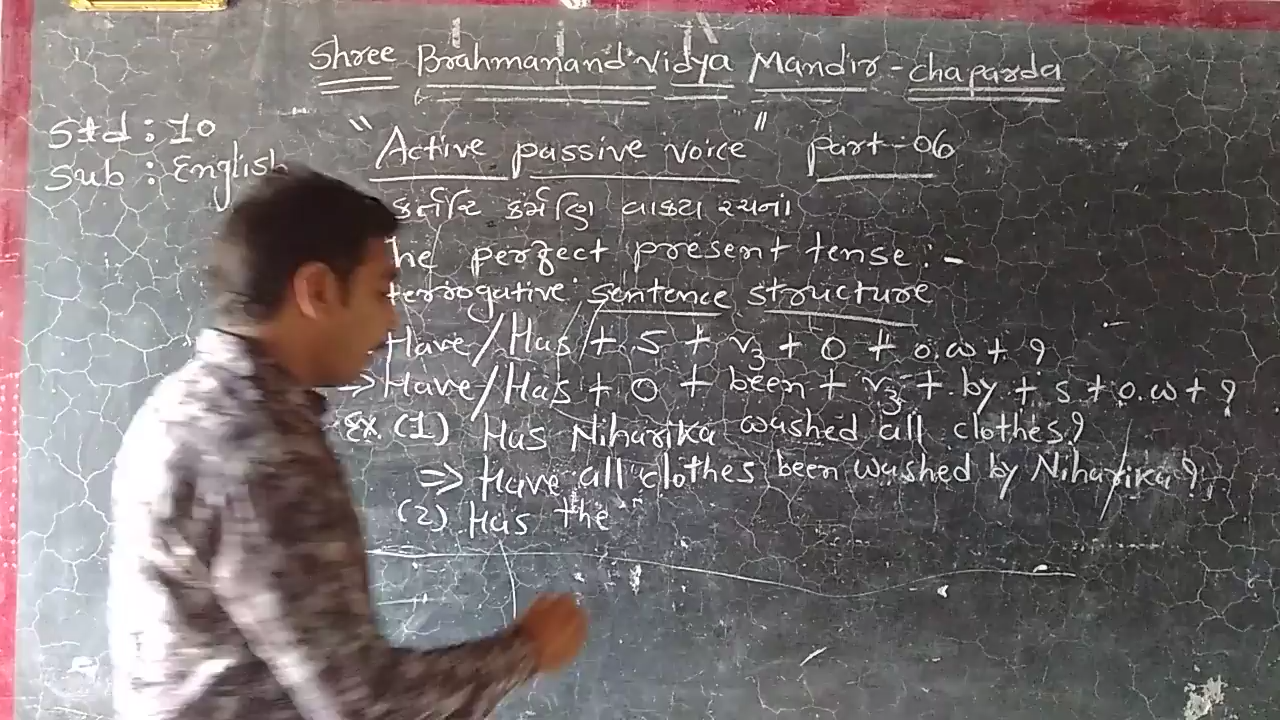 Shree Brahmanand Vidya Mandir - chaparda
Std : 10
Sub : English
"Active passive voice" part-06
કર્તરિ કર્મણિ વાક્ય રચના
he perfect present tense:-
terrogative sentence structure
Have/Has + S + v3 + O + o.w + ?
→ Have/Has + O + been + v3 + by + s + o.w + ?
Ex. (1) Has Niharika washed all clothes?
⇒ Have all clothes been washed by Niharika?
(2) Has the